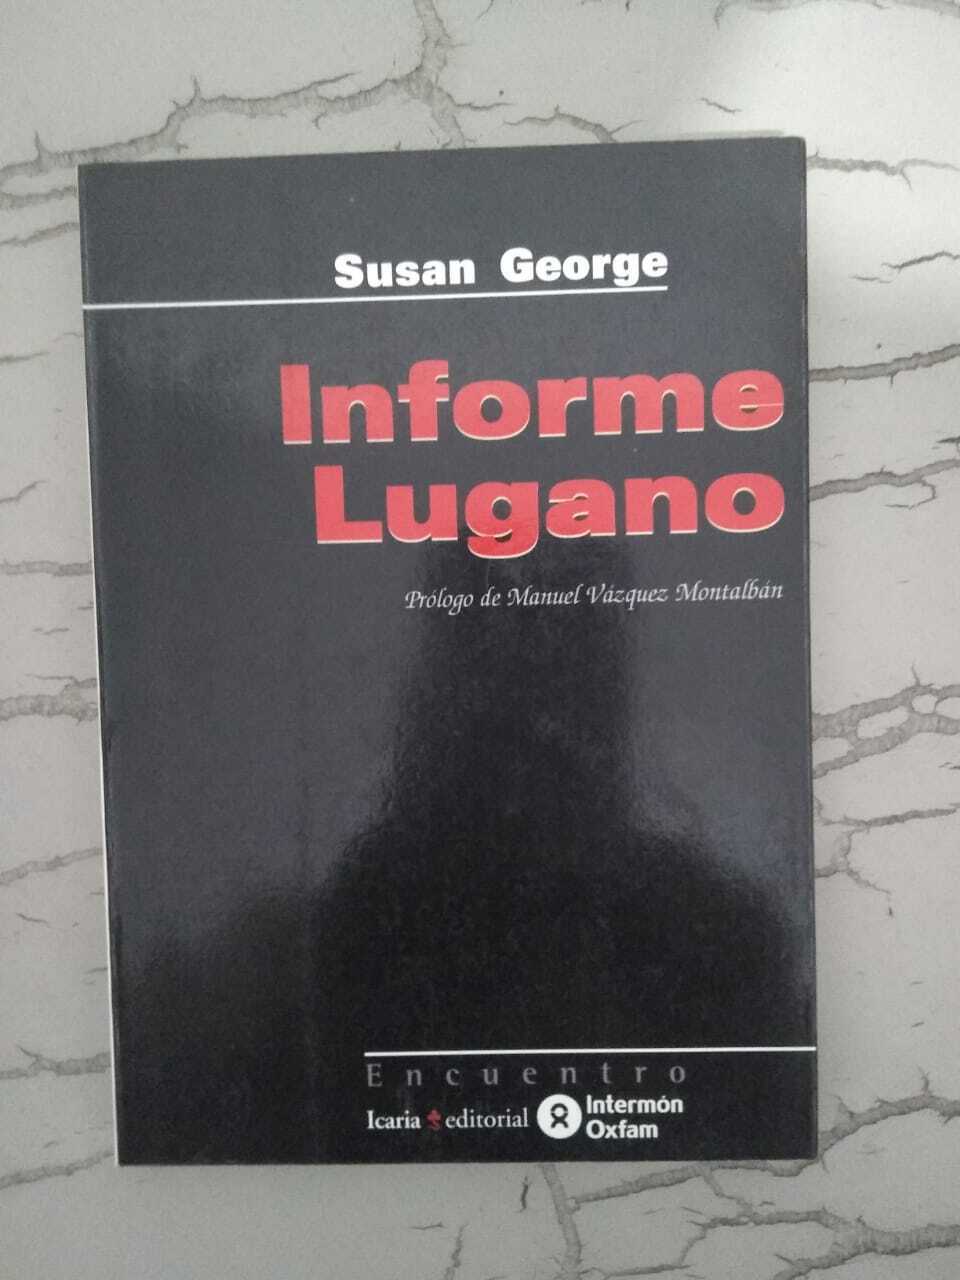 Susan George
Informe
Lugano
Prólogo de Manuel Vázquez Montalbán
Encuentro
Icaria editorial
Intermón
Oxfam